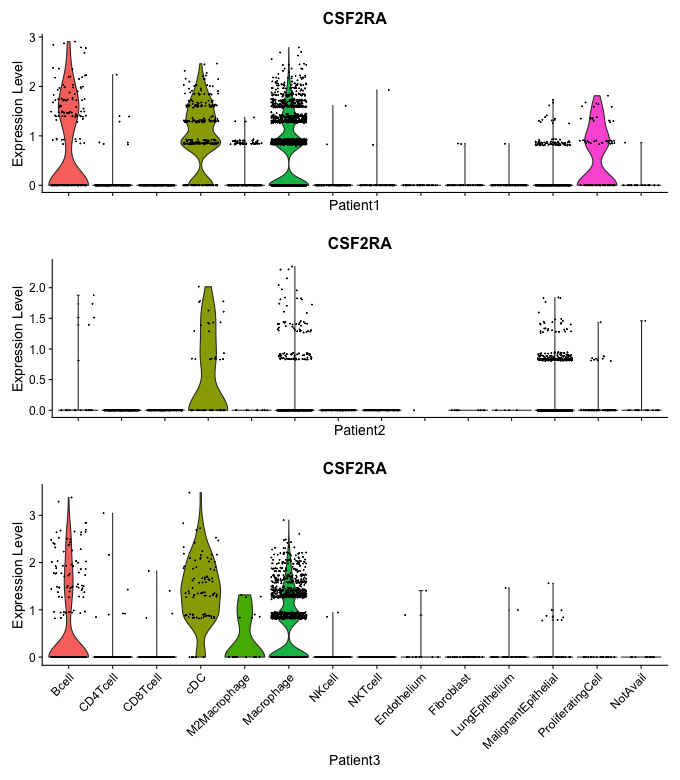 CSF2RA
Expression Level
3
2
1
0
Patient1
CSF2RA
Expression Level
2.0
1.5
1.0
0.5
0.0
Patient2
CSF2RA
Expression Level
3
2
1
0
Bcell
CD4Tcell
CD8Tcell
cDC
M2Macrophage
Macrophage
NKcell
NKTcell
Endothelium
Fibroblast
LungEpithelium
MalignantEpithelial
ProliferatingCell
NotAvail
Patient3